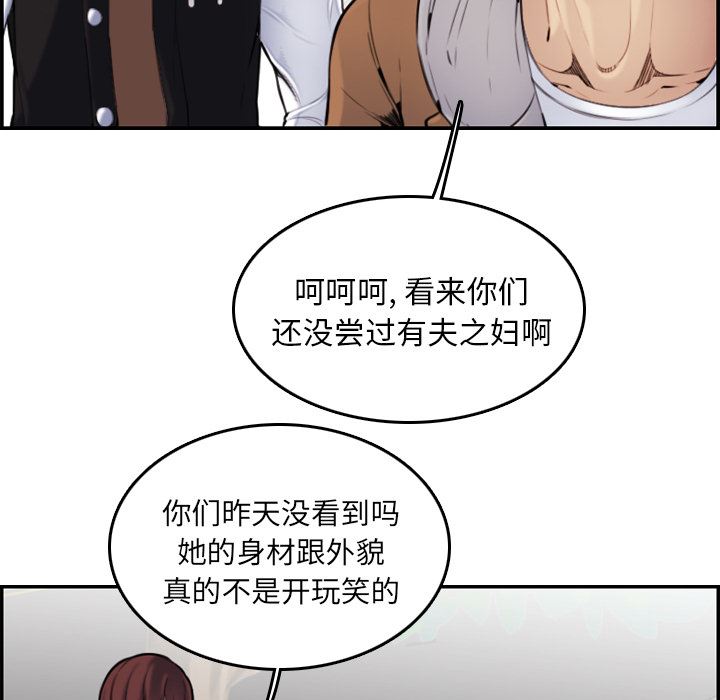 呵呵呵, 看来你们
还没尝过有夫之妇啊
你们昨天没看到吗
她的身材跟外貌
真的不是开玩笑的